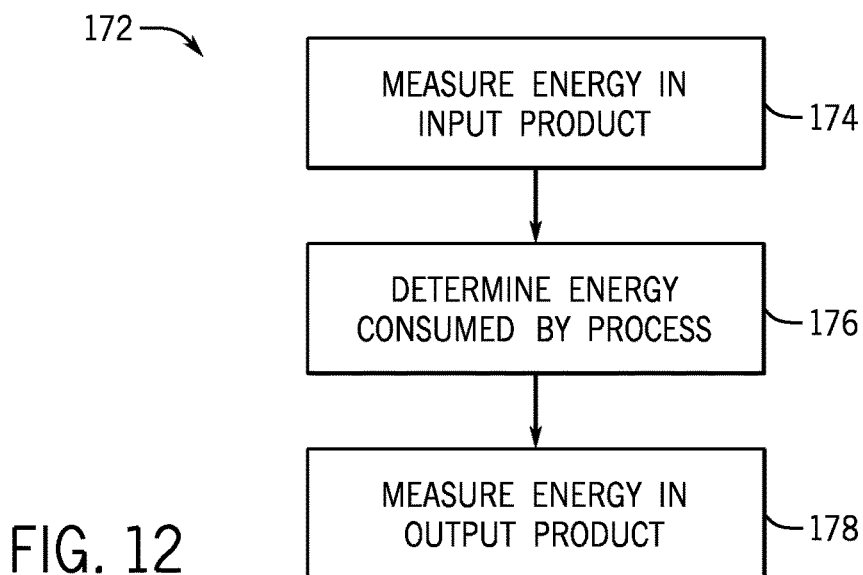 172
MEASURE ENERGY IN
INPUT PRODUCT
174
DETERMINE ENERGY
CONSUMED BY PROCESS
176
MEASURE ENERGY IN
OUTPUT PRODUCT
178
FIG. 12